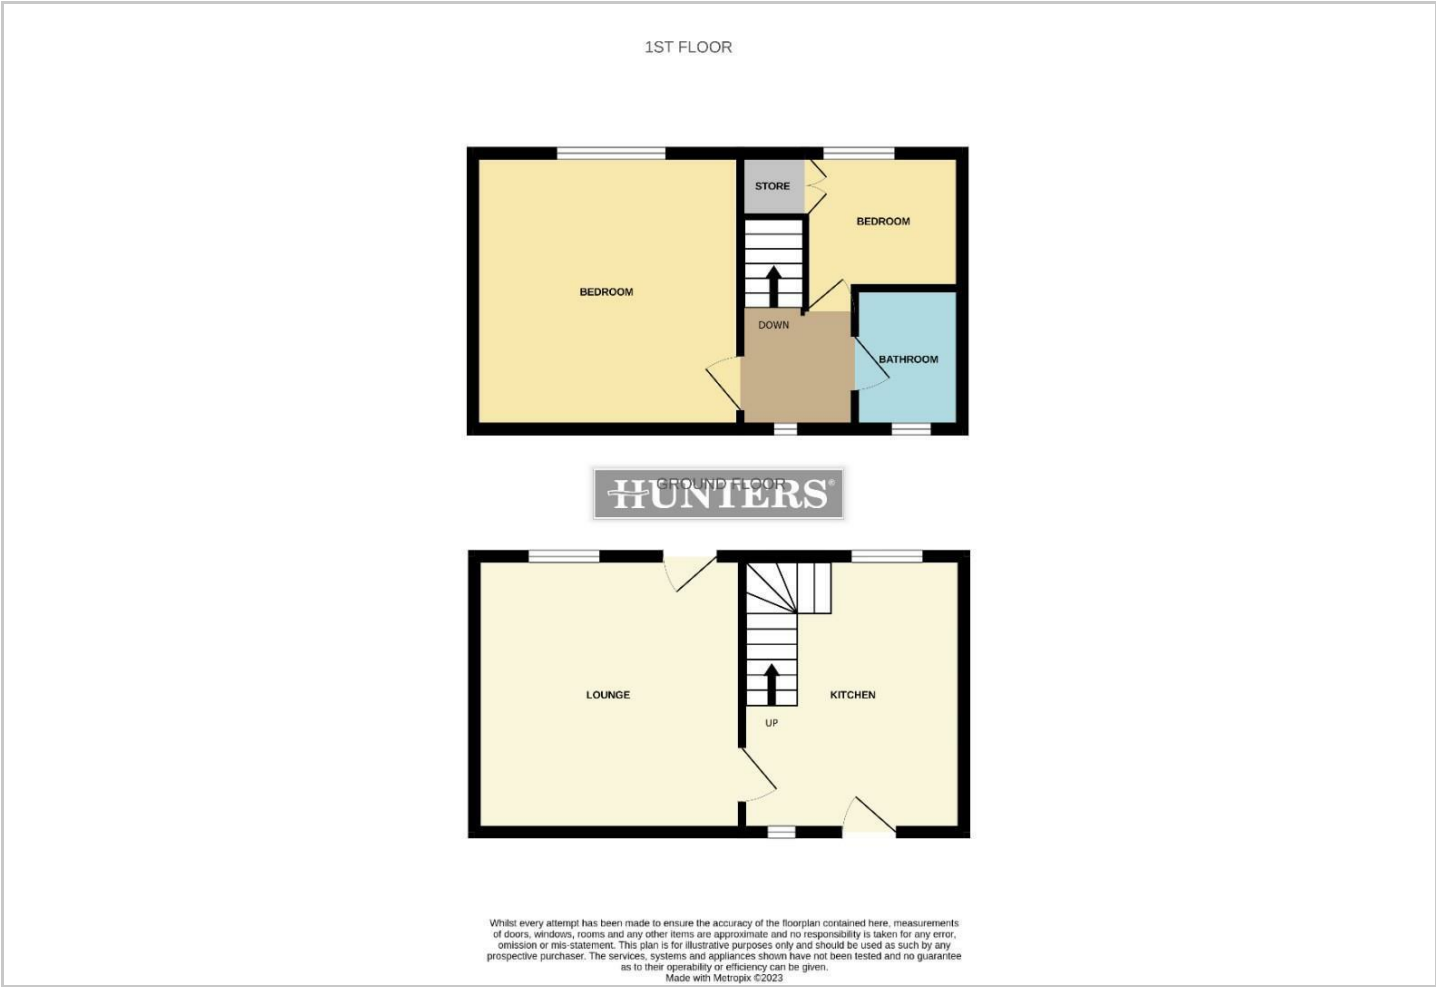 1ST FLOOR
STORE
BEDROOM
BEDROOM
DOWN
BATHROOM
GROUND FLOOR
HUNTERS®
LOUNGE
KITCHEN
UP
Whilst every attempt has been made to ensure the accuracy of the floorplan contained here, measurements
of doors, windows, rooms and any other items are approximate and no responsibility is taken for any error,
omission or mis-statement. This plan is for illustrative purposes only and should be used as such by any
prospective purchaser. The services, systems and appliances shown have not been tested and no guarantee
as to their operability or efficiency can be given.
Made with Metropix ©2023